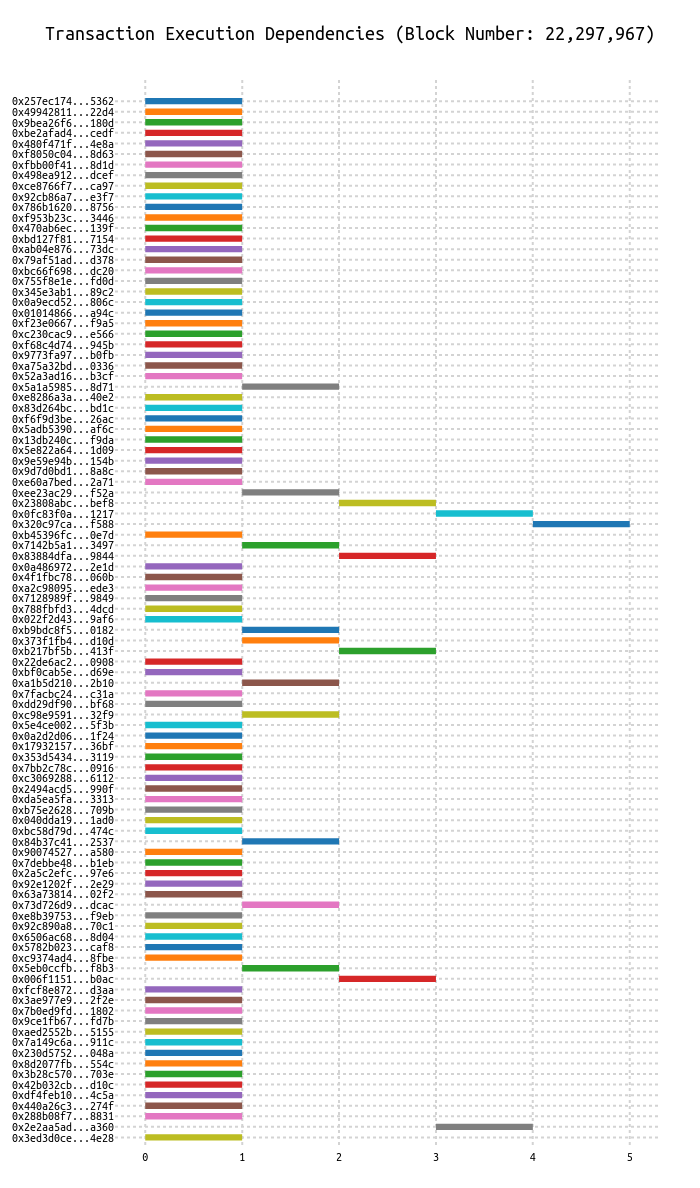 Transaction Execution Dependencies (Block Number: 22,297,967)
0x257ec174...5362
0x49942811...22d4
0x9bea26f6...180d
0xbe2afad4...cedf
0x480f471f...4e8a
0xf8050c04...8d63
0xfbb00f41...8d1d
0x498ea912...dcef
0xce8766f7...ca97
0x92cb86a7...e3f7
0x786b1620...8756
0xf953b23c...3446
0x470ab6ec...139f
0xbd127f81...7154
0xab04e876...73dc
0x79af51ad...d378
0xbc66f698...dc20
0x755f8e1e...fd0d
0x345e3ab1...89c2
0x0a9ecd52...806c
0x01014866...a94c
0xf23e0667...f9a5
0xc230cac9...e566
0xf68c4d74...945b
0x9773fa97...b0fb
0xa75a32bd...0336
0x52a3ad16...b3cf
0x5a1a5985...8d71
0xe8286a3a...40e2
0x83d264bc...bd1c
0xf6f9d3be...26ac
0x5adb5390...af6c
0x13db240c...f9da
0x5e822a64...1d09
0x9e59e94b...154b
0x9d7d0bd1...8a8c
0xe60a7bed...2a71
0xee23ac29...f52a
0x23808abc...bef8
0x0fc83f0a...1217
0x320c97ca...f588
0xb45396fc...0e7d
0x7142b5a1...3497
0x83884dfa...9844
0x0a486972...2e1d
0x4f1fbc78...060b
0xa2c98095...ede3
0x7128989f...9849
0x788fbfd3...4dcd
0x022f2d43...9af6
0xb9bdc8f5...0182
0x373f1fb4...d10d
0xb217bf5b...413f
0x22de6ac2...0908
0xbf0cab5e...d69e
0xa1b5d210...2b10
0x7facbc24...c31a
0xdd29df90...bf68
0xc98e9591...32f9
0x5e4ce002...5f3b
0x0a2d2d06...1f24
0x17932157...36bf
0x353d5434...3119
0x7bb2c78c...0916
0xc3069288...6112
0x2494acd5...990f
0xda5ea5fa...3313
0xb75e2628...709b
0x040dda19...1ad0
0xbc58d79d...474c
0x84b37c41...2537
0x90074527...a580
0x7debbe48...b1eb
0x2a5c2efc...97e6
0x92e1202f...2e29
0x63a73814...02f2
0x73d726d9...dcac
0xe8b39753...f9eb
0x92c890a8...70c1
0x6506ac68...8d04
0x5782b023...caf8
0xc9374ad4...8fbe
0x5eb0ccfb...f8b3
0x006f1151...b0ac
0xfcf8e872...d3aa
0x3ae977e9...2f2e
0x7b0ed9fd...1802
0x9ce1fb67...fd7b
0xaed2552b...5155
0x7a149c6a...911c
0x230d5752...048a
0x8d2077fb...554c
0x3b28c570...703e
0x42b032cb...d10c
0xdf4feb10...4c5a
0x440a26c3...274f
0x288b08f7...8831
0x2e2aa5ad...a360
0x3ed3d0ce...4e28
0 1 2 3 4 5